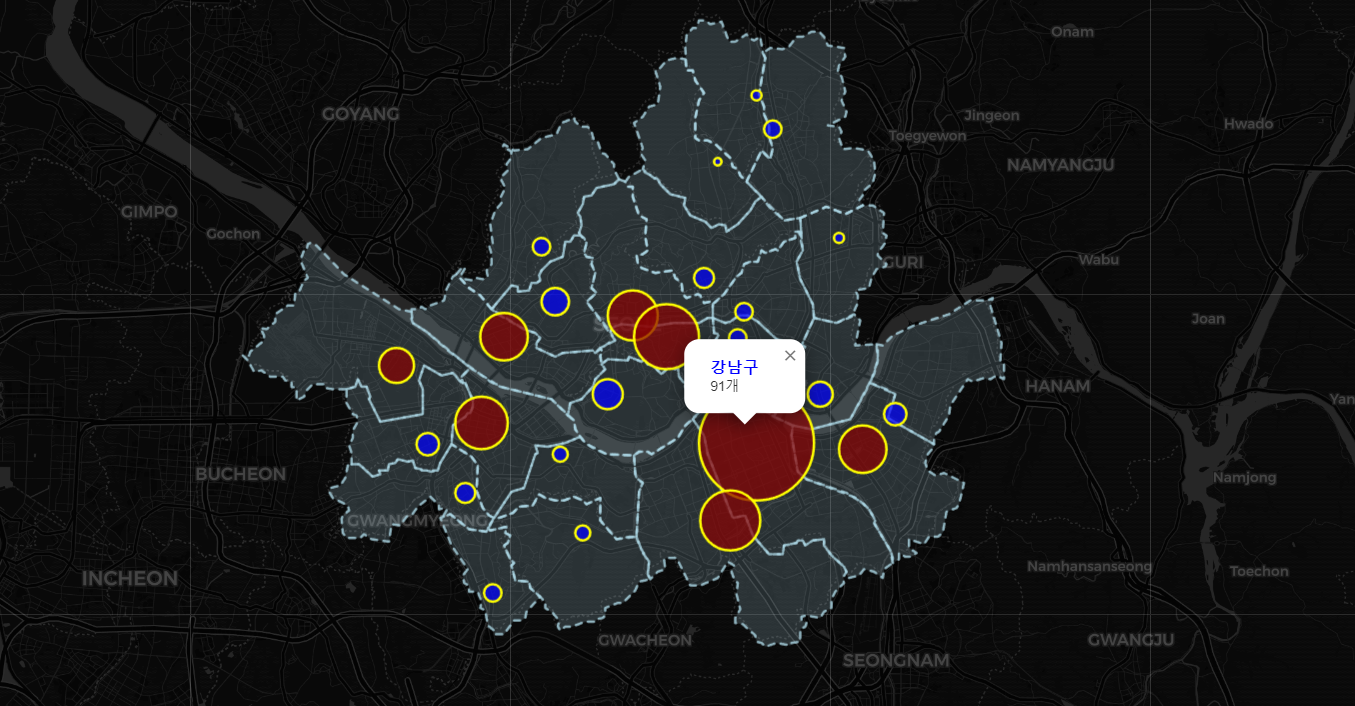 Onam
GOYANG
Jingeon
Hwado
Toegyewon
NAMYANGJU
GIMPO
Gochon
Wabu
GURI
Joan
강남구
91개
HANAM
BUCHEON
Namjong
GWANGMYEONG
INCHEON
Namhansanseong
Toechon
GWACHEON
GWANGJU
SEONGNAM